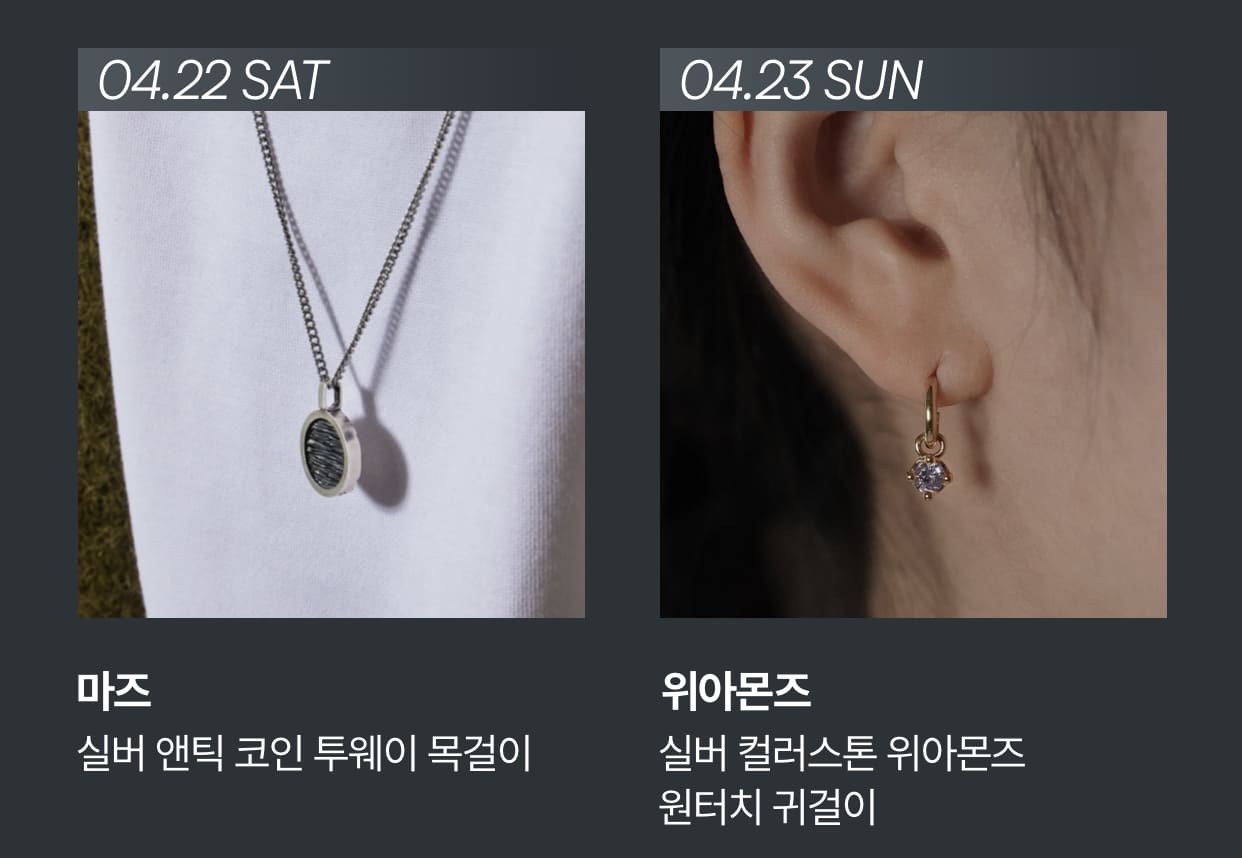 04.22 SAT
04.23 SUN
마즈
실버 앤틱 코인 투웨이 목걸이
위아몬즈
실버 컬러스톤 위아몬즈
원터치 귀걸이